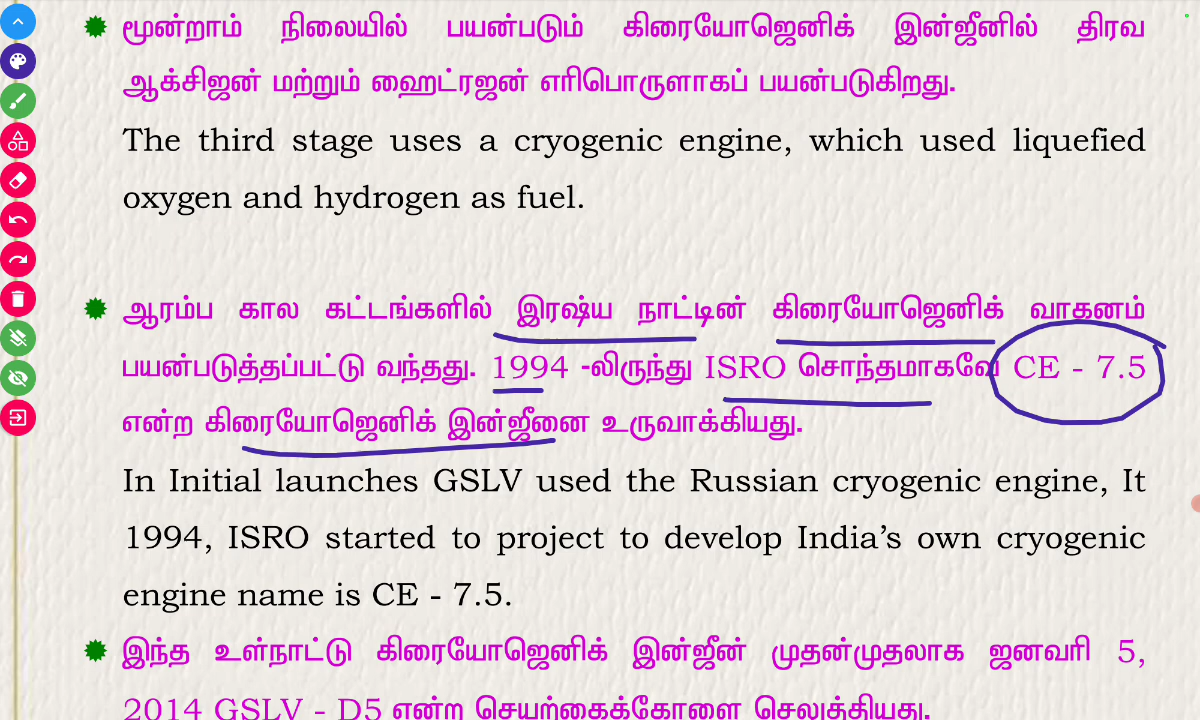 மூன்றாம் நிலையில் பயன்படும் கிரையோஜெனிக் இன்ஜீனில் திரவ
ஆக்சிஜன் மற்றும் ஹைட்ரஜன் எரிபொருளாகப் பயன்படுகிறது.
The third stage uses a cryogenic engine, which used liquefied
oxygen and hydrogen as fuel.
ஆரம்ப கால கட்டங்களில் இரஷ்ய நாட்டின் கிரையோஜெனிக் வாகனம்
பயன்படுத்தப்பட்டு வந்தது. 1994 -லிருந்து ISRO சொந்தமாகவே CE - 7.5
என்ற கிரையோஜெனிக் இன்ஜீனை உருவாக்கியது.
In Initial launches GSLV used the Russian cryogenic engine, It
1994, ISRO started to project to develop India’s own cryogenic
engine name is CE - 7.5.
இந்த உள்நாட்டு கிரையோஜெனிக் இன்ஜீன் முதன்முதலாக ஜனவரி 5,
2014 GSLV - D5 என்ற செயற்கைக்கோளை செலுத்தியது.